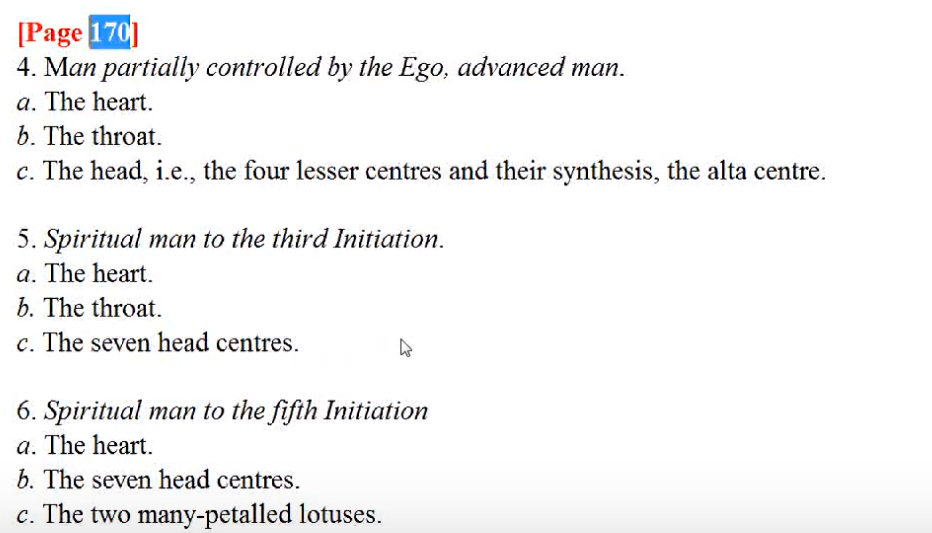 [Page 170]
4. Man partially controlled by the Ego, advanced man.
a. The heart.
b. The throat.
c. The head, i.e., the four lesser centres and their synthesis, the alta centre.
5. Spiritual man to the third Initiation.
a. The heart.
b. The throat.
c. The seven head centres.
6. Spiritual man to the fifth Initiation
a. The heart.
b. The seven head centres.
c. The two many-petalled lotuses.